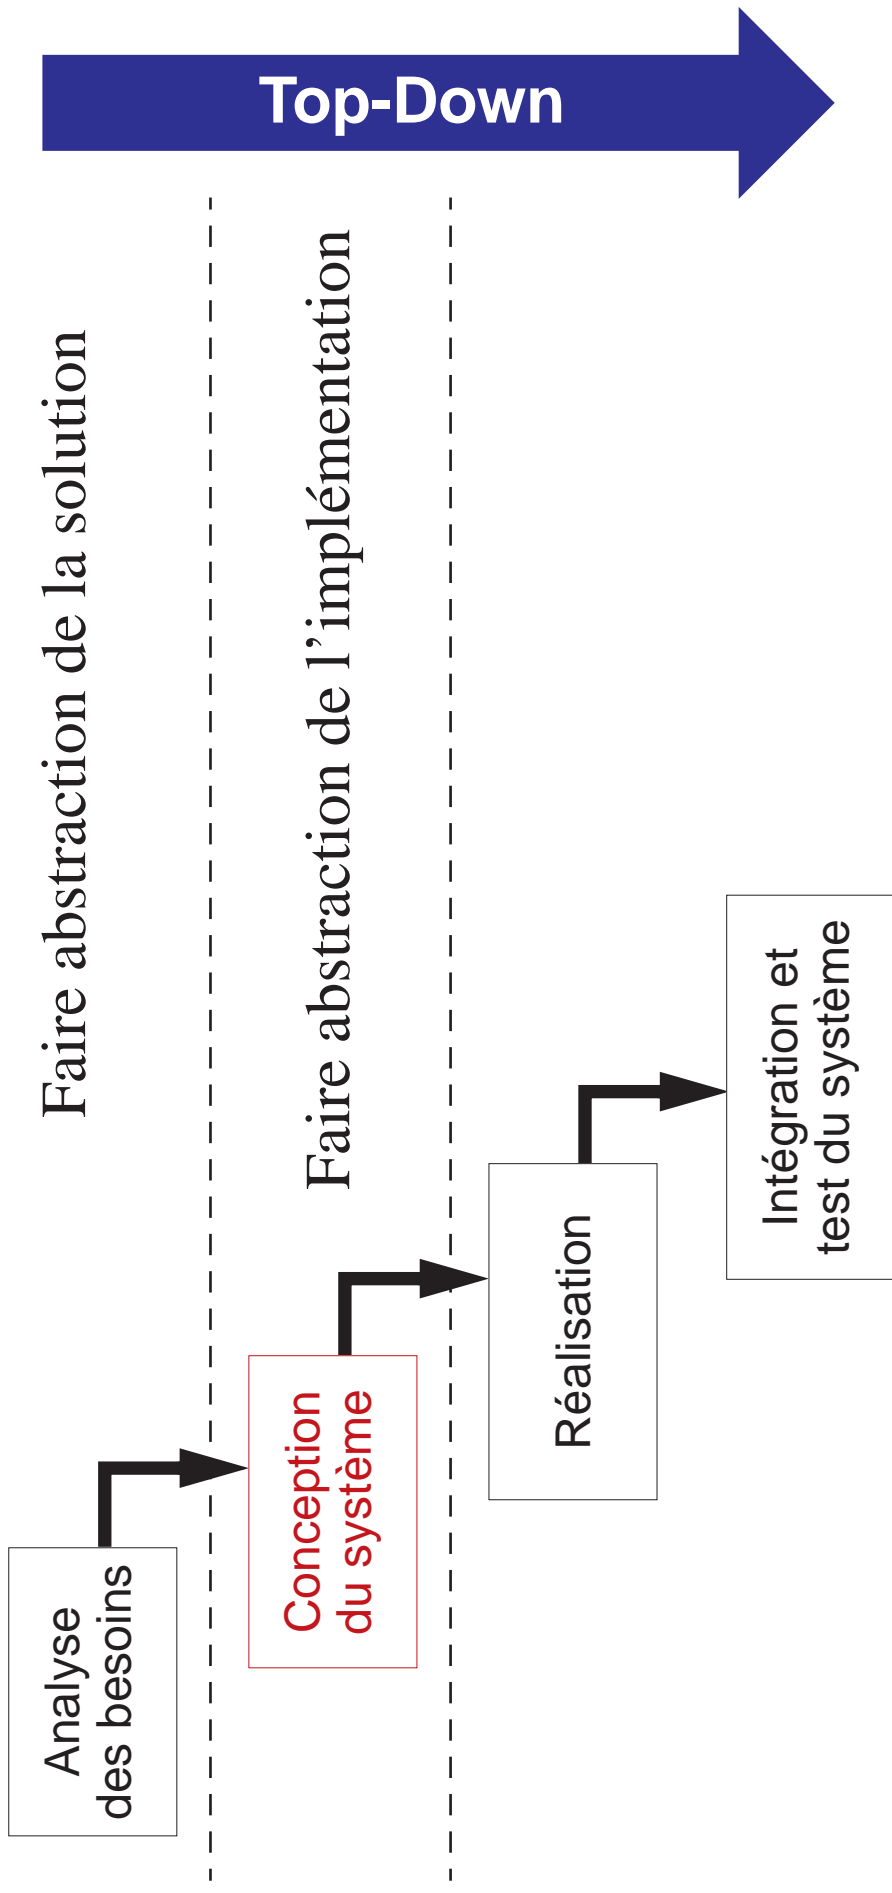 Top-Down
Faire abstraction de la solution
Faire abstraction de l’implémentation
Analyse
des besoins
Conception
du système
Réalisation
Intégration et
test du système